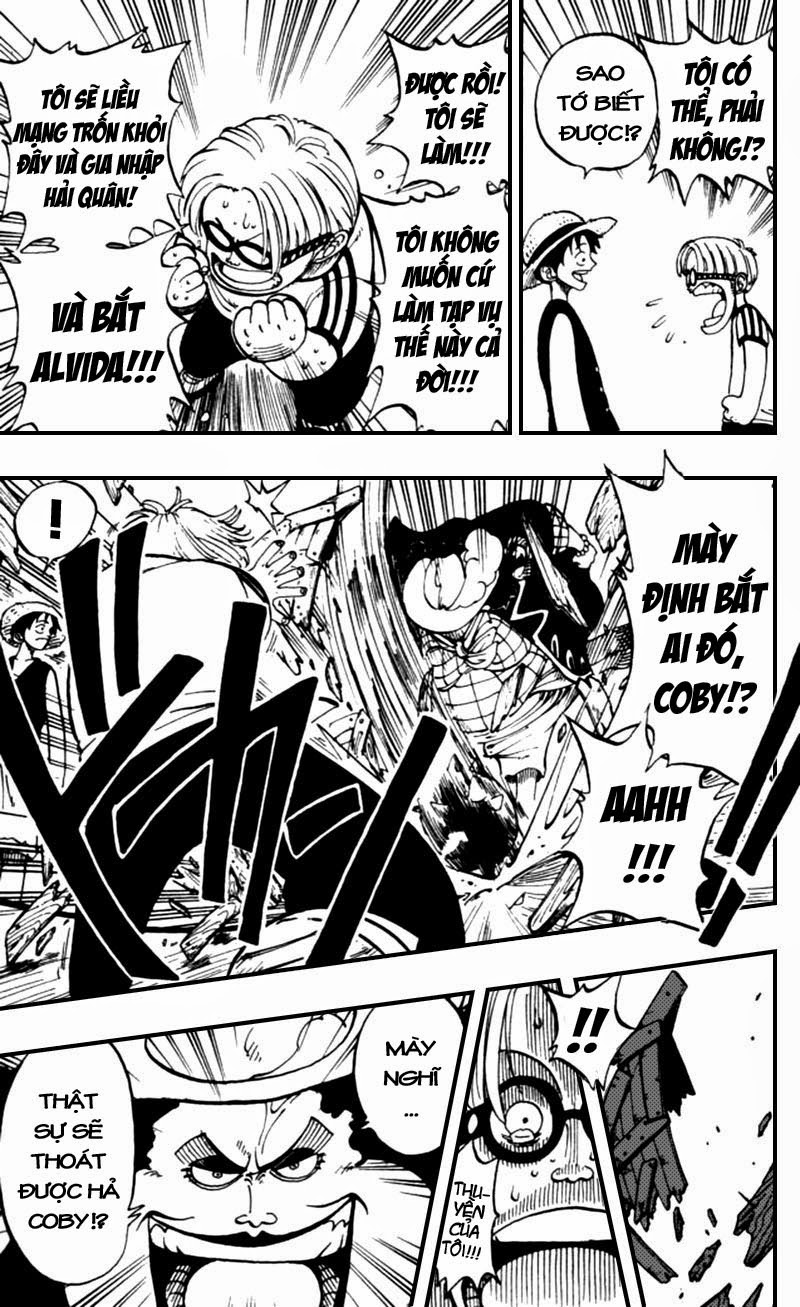 TÔI CÓ
THỂ, PHẢI
KHÔNG!?
SAO
TỚ BIẾT
ĐƯỢC!?
ĐƯỢC RỒI!
TÔI SẼ
LÀM!!!
TÔI KHÔNG
MUỐN CỨ
LÀM TẠP VỤ
THẾ NÀY CẢ
ĐỜI!!!
TÔI SẼ LIỀU
MẠNG TRỐN KHỎI
ĐÂY VÀ GIA NHẬP
HẢI QUÂN!
VÀ BẮT
ALVIDA!!!
MÀY
ĐỊNH BẮT
AI ĐÓ,
COBY!?
AAHH
!!!
!
!!
THU-
YỀN
CỦA
TÔI!!!
MÀY
NGHĨ
...
THẬT
SỰ SẼ
THOÁT
ĐƯỢC HẢ
COBY!?